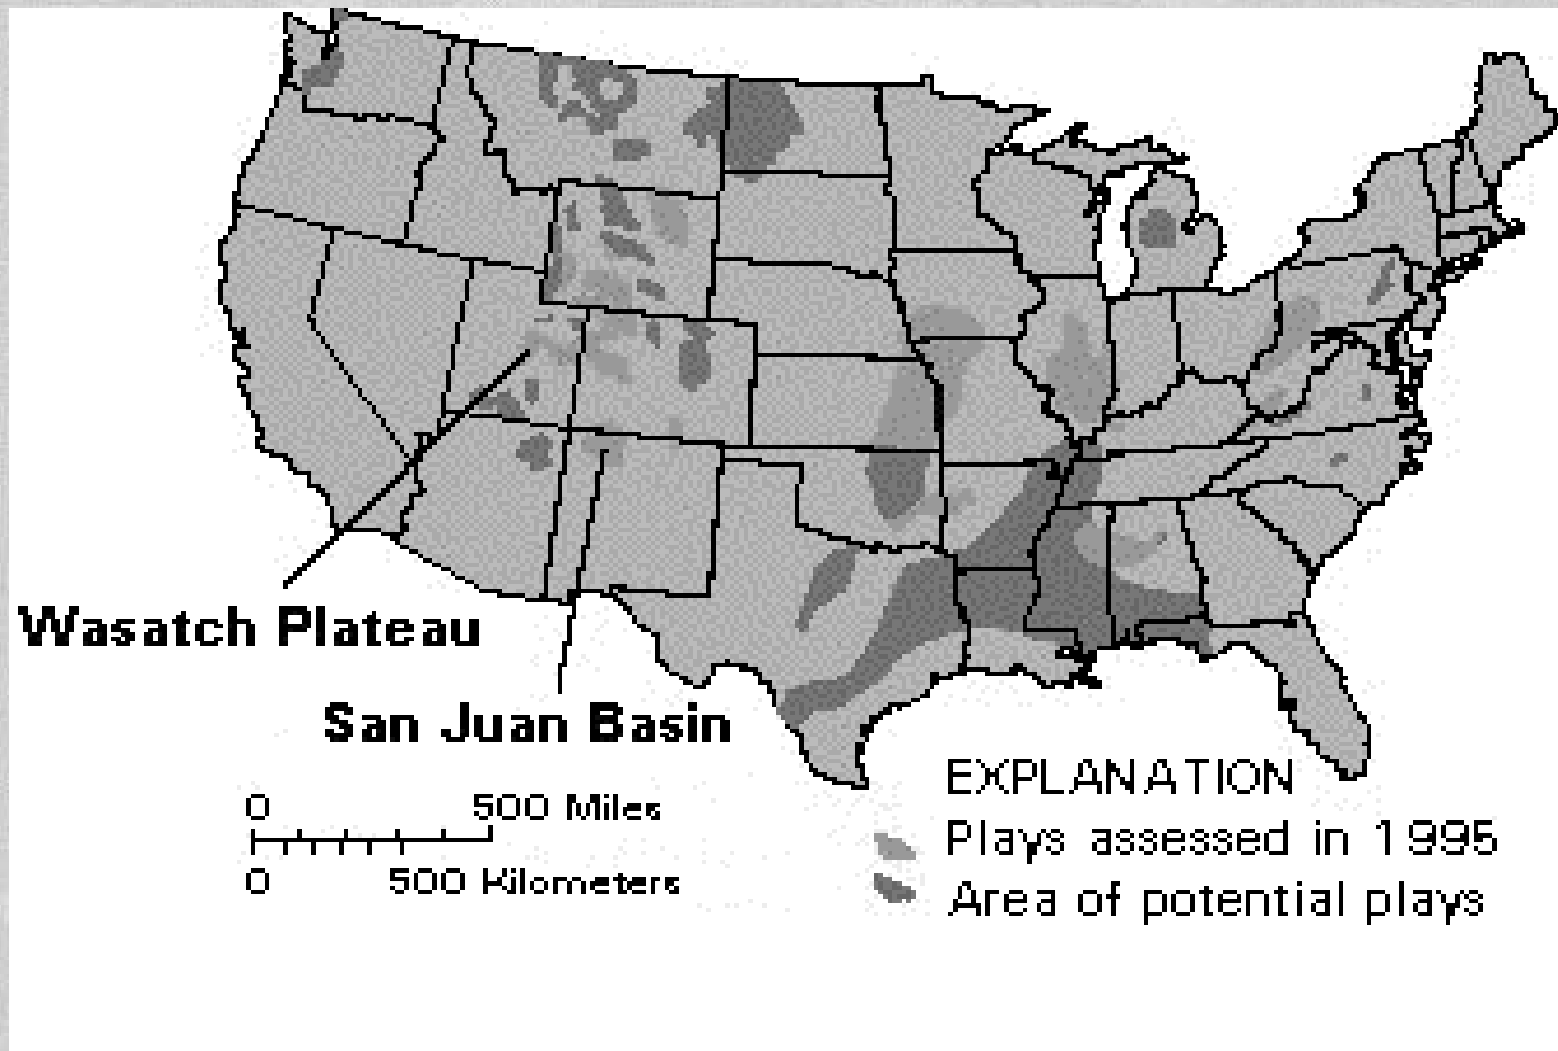 Wasatch Plateau
San Juan Basin
0 500 Miles
0 500 Kilometers
EXPLANATION
Plays assessed in 1995
Area of potential plays